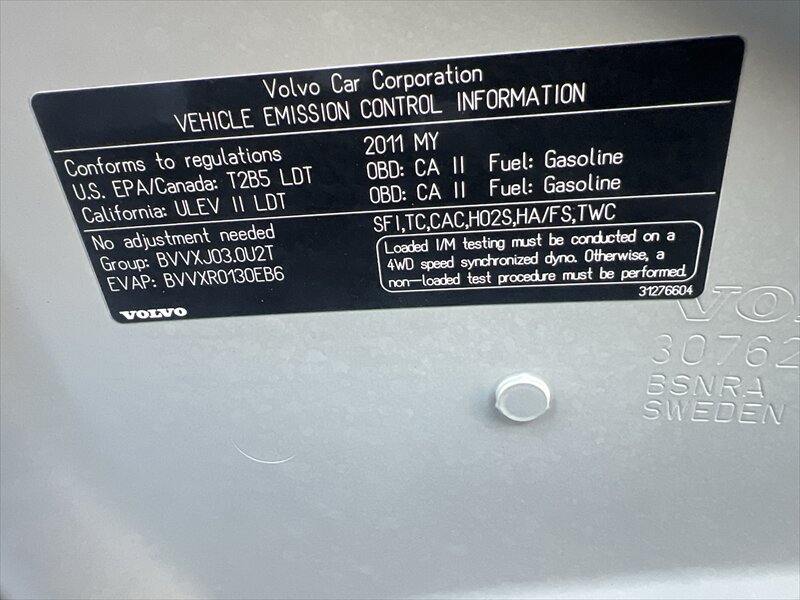 Volvo Car Corporation
VEHICLE EMISSION CONTROL INFORMATION
Conforms to regulations 2011 MY
U.S. EPA/Canada: T2B5 LDT OBD: CA II Fuel: Gasoline
California: ULEV II LDT OBD: CA II Fuel: Gasoline
No adjustment needed SFI,TC,CAC,HO2S,HA/FS,TWC
Group: BVVXJ03.0U2T
EVAP: BVVXR0130EB6
Loaded I/M testing must be conducted on a
4WD speed synchronized dyno. Otherwise, a
non-loaded test procedure must be performed.
31276604
VOLVO
VO
30762
BSNRA
SWEDEN